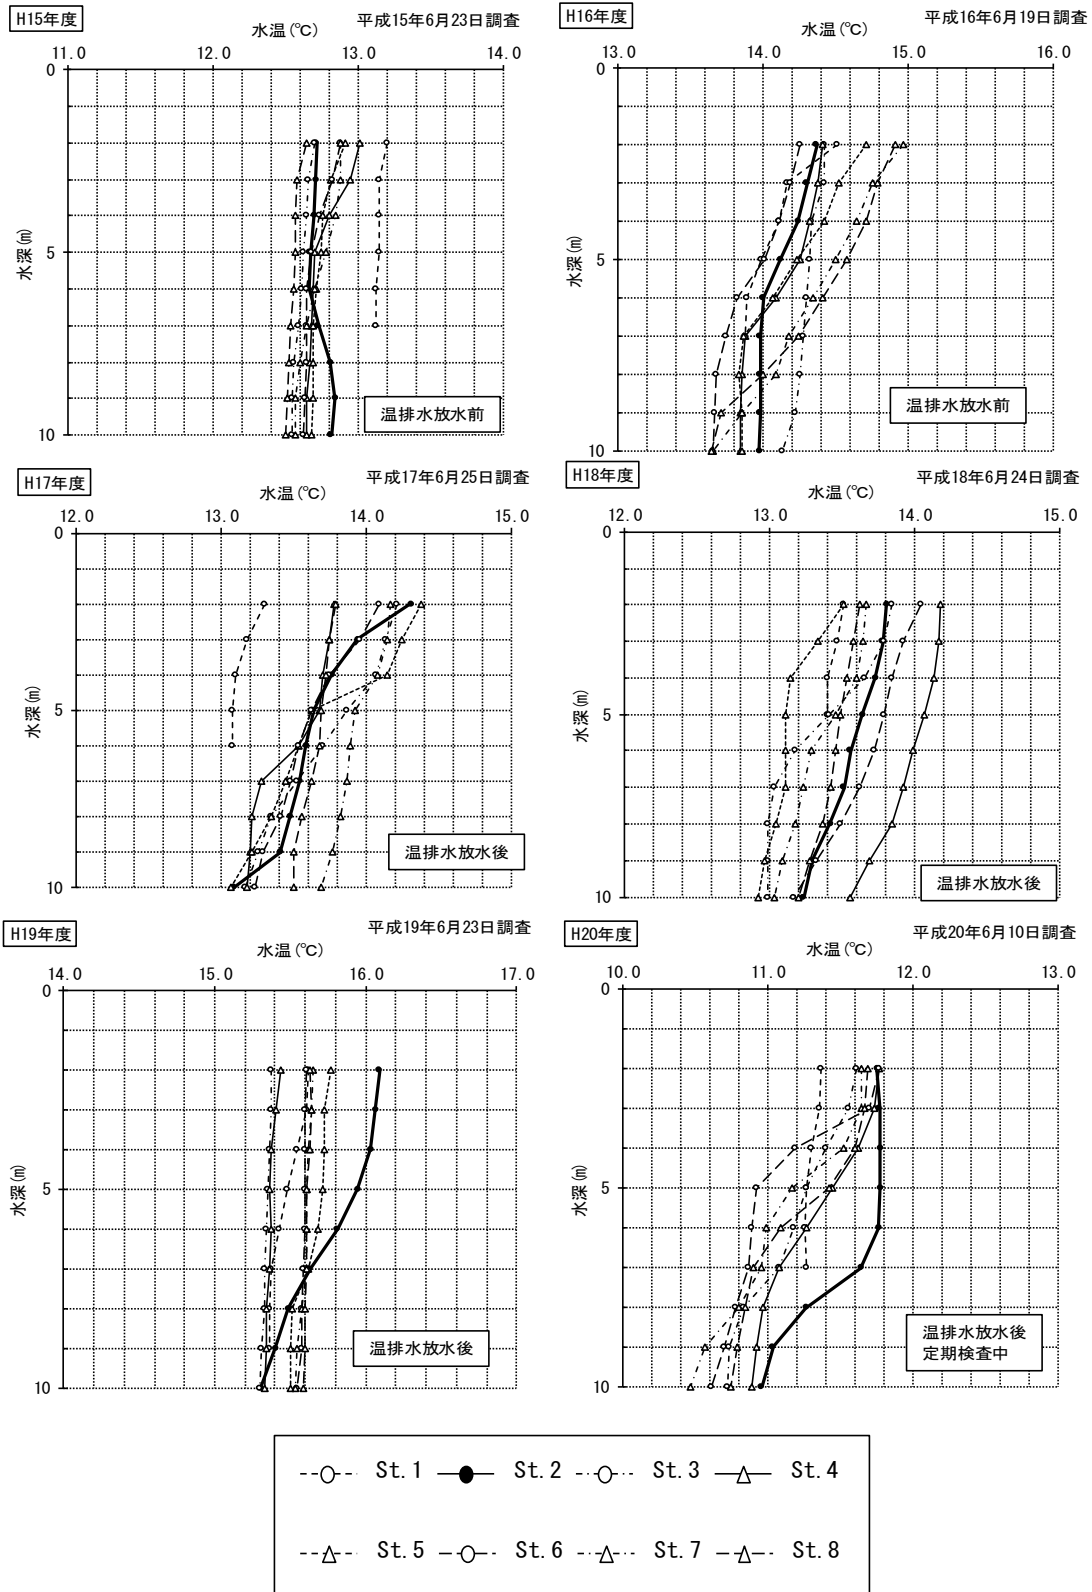 H15年度
平成15年6月23日調査
水温(℃)
11.0 12.0 13.0 14.0
0
5
10
水深(m)
温排水放水前
H16年度
平成16年6月19日調査
水温(℃)
13.0 14.0 15.0 16.0
0
5
10
水深(m)
温排水放水前
H17年度
平成17年6月25日調査
水温(℃)
12.0 13.0 14.0 15.0
0
5
10
水深(m)
温排水放水後
H18年度
平成18年6月24日調査
水温(℃)
12.0 13.0 14.0 15.0
0
5
10
水深(m)
温排水放水後
H19年度
平成19年6月23日調査
水温(℃)
14.0 15.0 16.0 17.0
0
5
10
水深(m)
温排水放水後
H20年度
平成20年6月10日調査
水温(℃)
10.0 11.0 12.0 13.0
0
5
10
水深(m)
温排水放水後
定期検査中
St.1 St.2 St.3 St.4
St.5 St.6 St.7 St.8